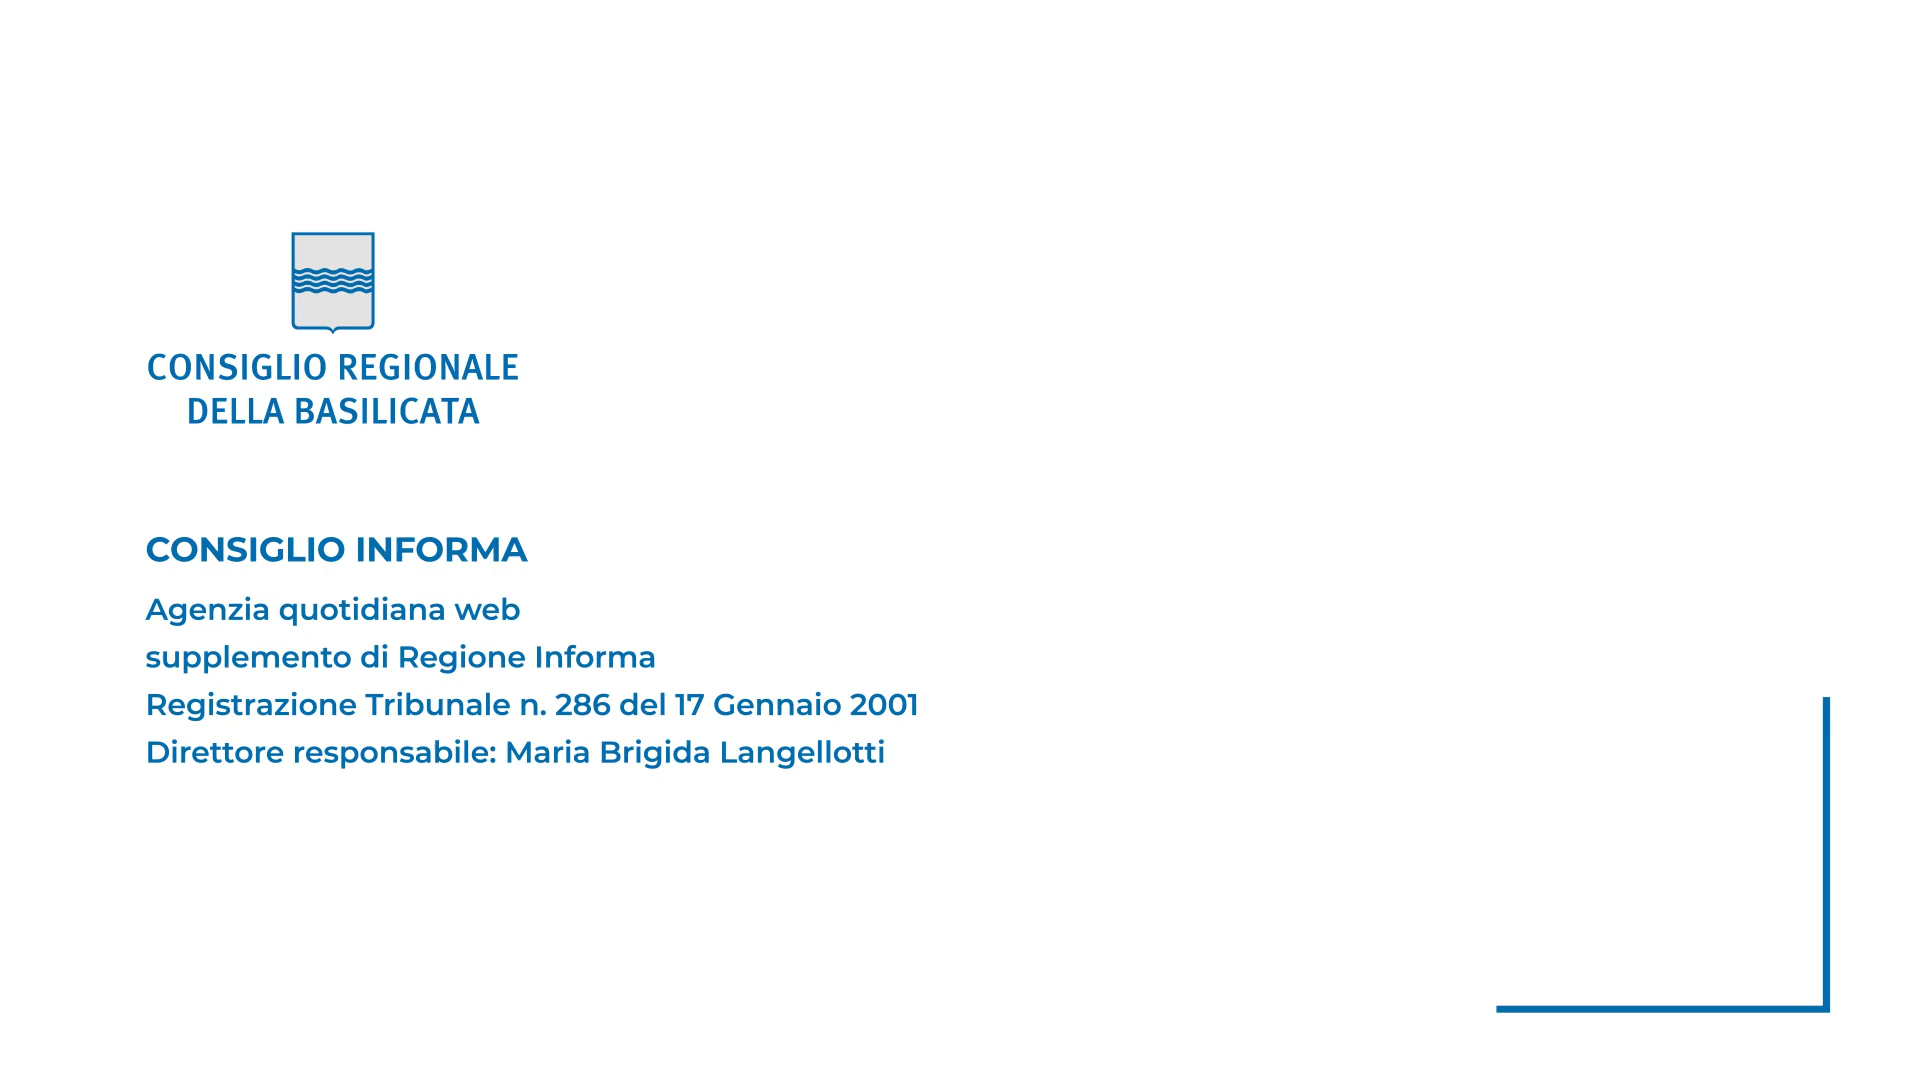 CONSIGLIO REGIONALE
DELLA BASILICATA
CONSIGLIO INFORMA
Agenzia quotidiana web
supplemento di Regione Informa
Registrazione Tribunale n. 286 del 17 Gennaio 2001
Direttore responsabile: Maria Brigida Langellotti